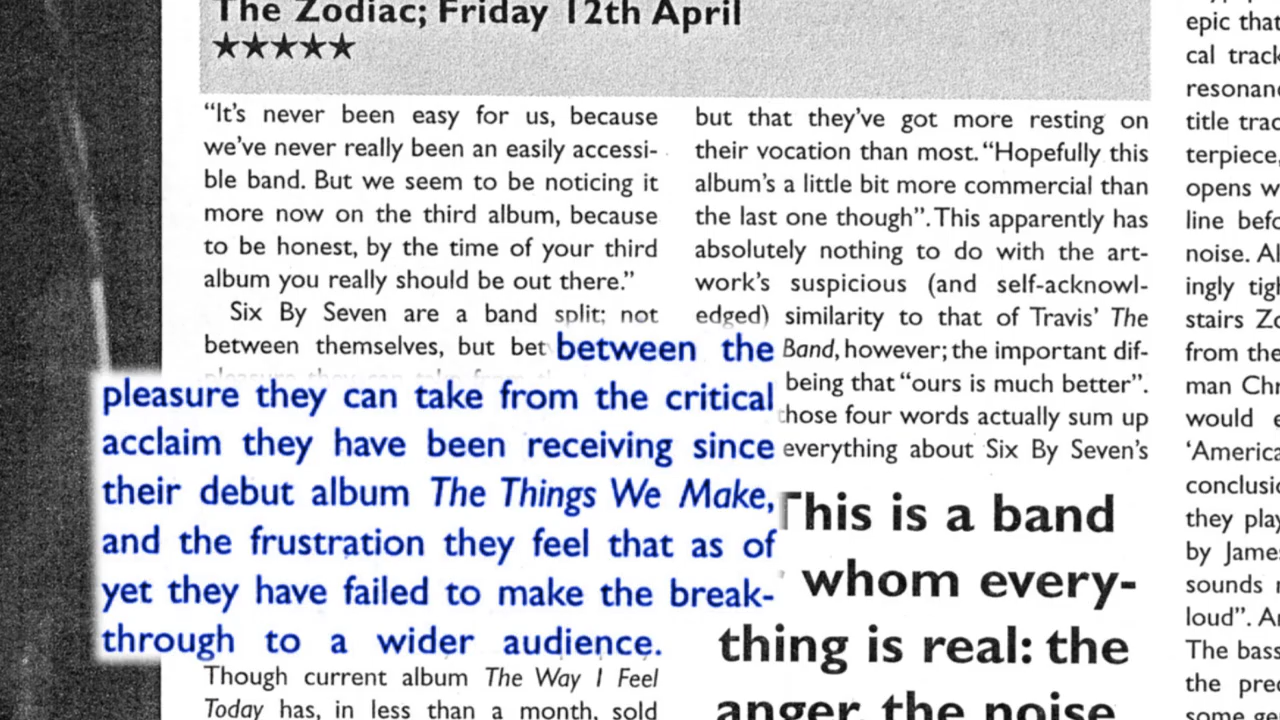 The Zodiac; Friday 12th April
★★★★★
“It’s never been easy for us, because
we’ve never really been an easily accessi-
ble band. But we seem to be noticing it
more now on the third album, because
to be honest, by the time of your third
album you really should be out there.”
Six By Seven are a band split; not
between themselves, but bet
between the
pleasure they can take from the critical
acclaim they have been receiving since
their debut album The Things We Make,
and the frustration they feel that as of
yet they have failed to make the break-
through to a wider audience.
Though current album The Way I Feel
Today has, in less than a month, sold
but that they’ve got more resting on
their vocation than most. “Hopefully this
album’s a little bit more commercial than
the last one though”. This apparently has
absolutely nothing to do with the art-
work’s suspicious (and self-acknowl-
edged) similarity to that of Travis’ The
Band, however; the important dif-
being that “ours is much better”.
those four words actually sum up
everything about Six By Seven’s
This is a band
whom every-
thing is real: the
anger, the noise
epic that
cal track
resonanc
title trac
terpiece,
opens w
line befo
noise. Al
ingly tigh
stairs Zo
from the
man Chr
would e
‘America
conclusio
they play
by James
sounds r
loud”. An
The bass
the pred
some ge